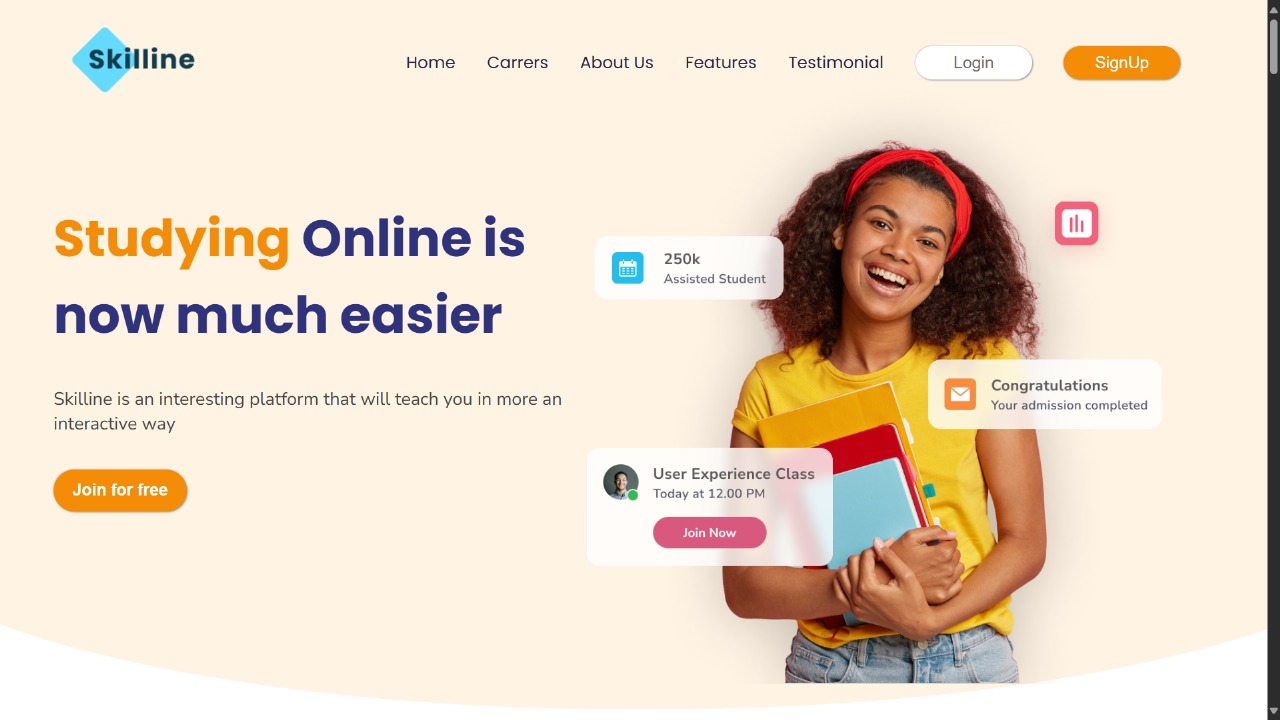 Skilline
Home Carrers About Us Features Testimonial Login SignUp
Studying Online is
now much easier
Skilline is an interesting platform that will teach you in more an
interactive way
Join for free
250k
Assisted Student
Congratulations
Your admission completed
User Experience Class
Today at 12.00 PM
Join Now